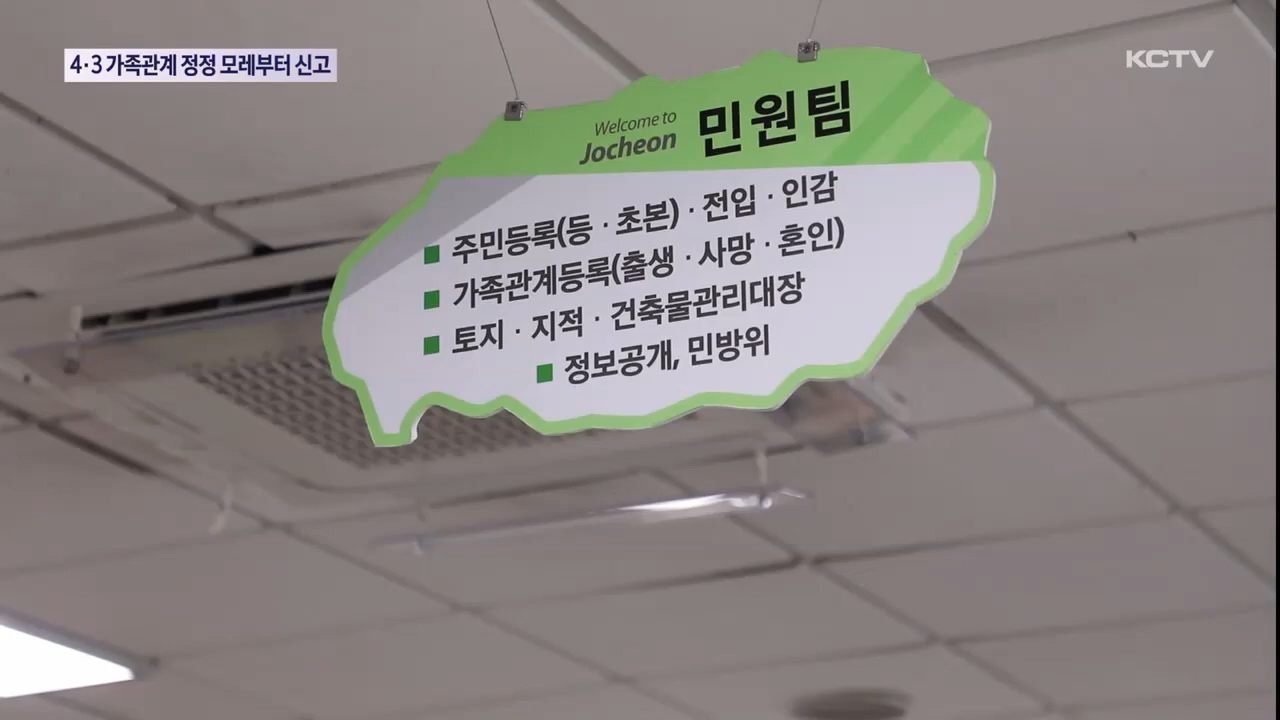 4·3 가족관계 정정 모레부터 신고
KCTV
Welcome to
Jocheon
민원팀
주민등록(등·초본)·전입·인감
가족관계등록(출생·사망·혼인)
토지·지적·건축물관리대장
정보공개, 민방위